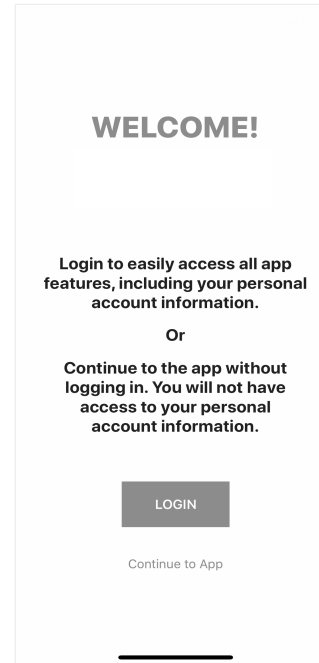 WELCOME!
Login to easily access all app
features, including your personal
account information.
Or
Continue to the app without
logging in. You will not have
access to your personal
account information.
LOGIN
Continue to App